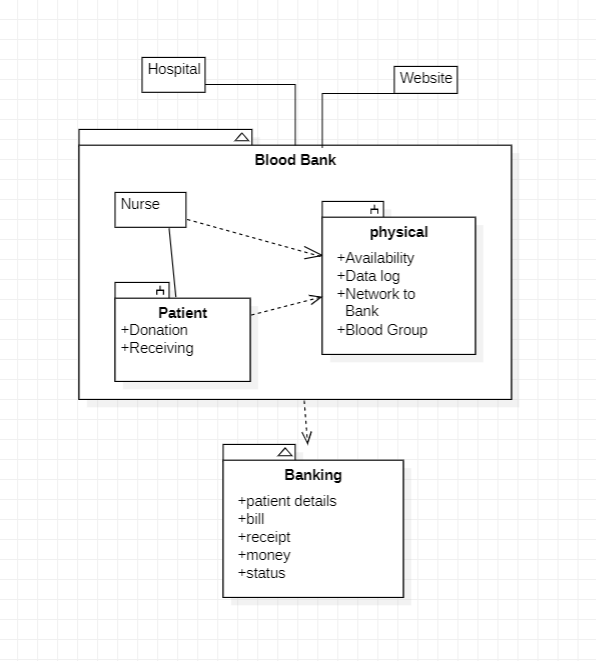 Hospital
Website
Blood Bank
Nurse
physical
+Availability
+Data log
+Network to
Bank
+Blood Group
Patient
+Donation
+Receiving
Banking
+patient details
+bill
+receipt
+money
+status